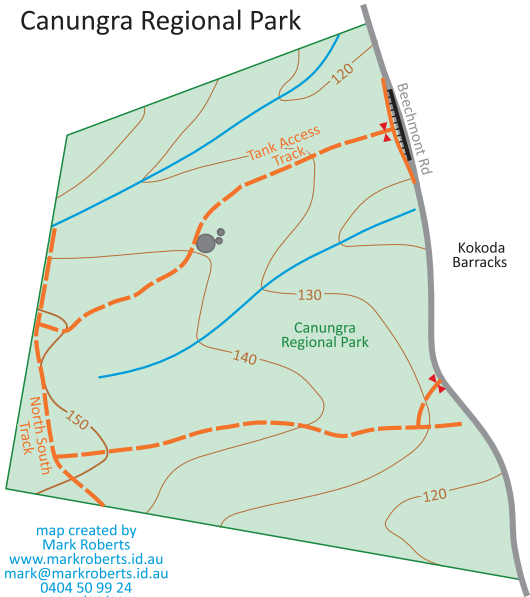 Canungra Regional Park
120
Beechmont Rd
Tank Access
Track
Kokoda
Barracks
130
Canungra
Regional Park
140
150
North South
Track
120
map created by
Mark Roberts
www.markroberts.id.au
mark@markroberts.id.au
0404 50 99 24